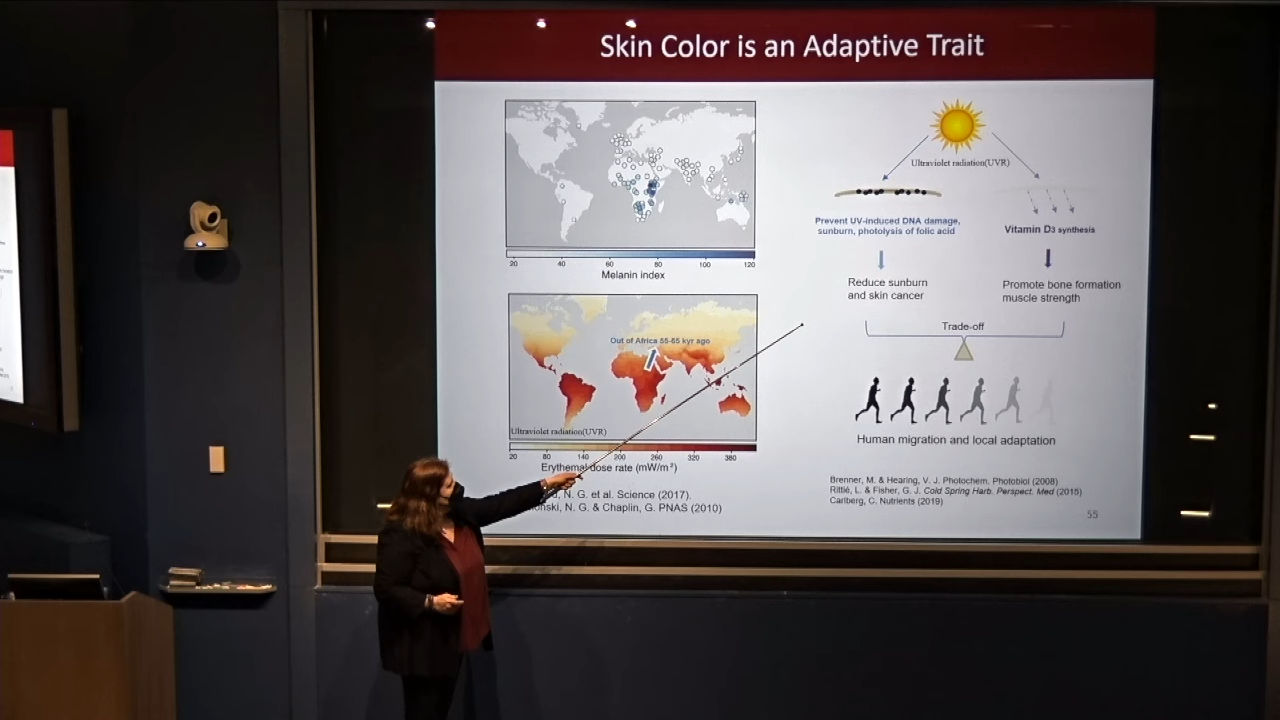 Skin Color is an Adaptive Trait
20 40 60 80 100 120
Melanin index
Out of Africa 55-65 kyr ago
Ultraviolet radiation(UVR)
20 80 140 200 260 320 380
Erythemal dose rate (mW/m²)
N. G. et al. Science (2017).
N. G. & Chaplin, G. PNAS (2010)
Ultraviolet radiation(UVR)
Prevent UV-induced DNA damage,
sunburn, photolysis of folic acid
Vitamin D3 synthesis
Reduce sunburn
and skin cancer
Promote bone formation
muscle strength
Trade-off
Human migration and local adaptation
Brenner, M. & Hearing, V. J. Photochem. Photobiol (2008)
Rittié, L. & Fisher, G. J. Cold Spring Harb. Perspect. Med (2015)
Carlberg, C. Nutrients (2019)
55